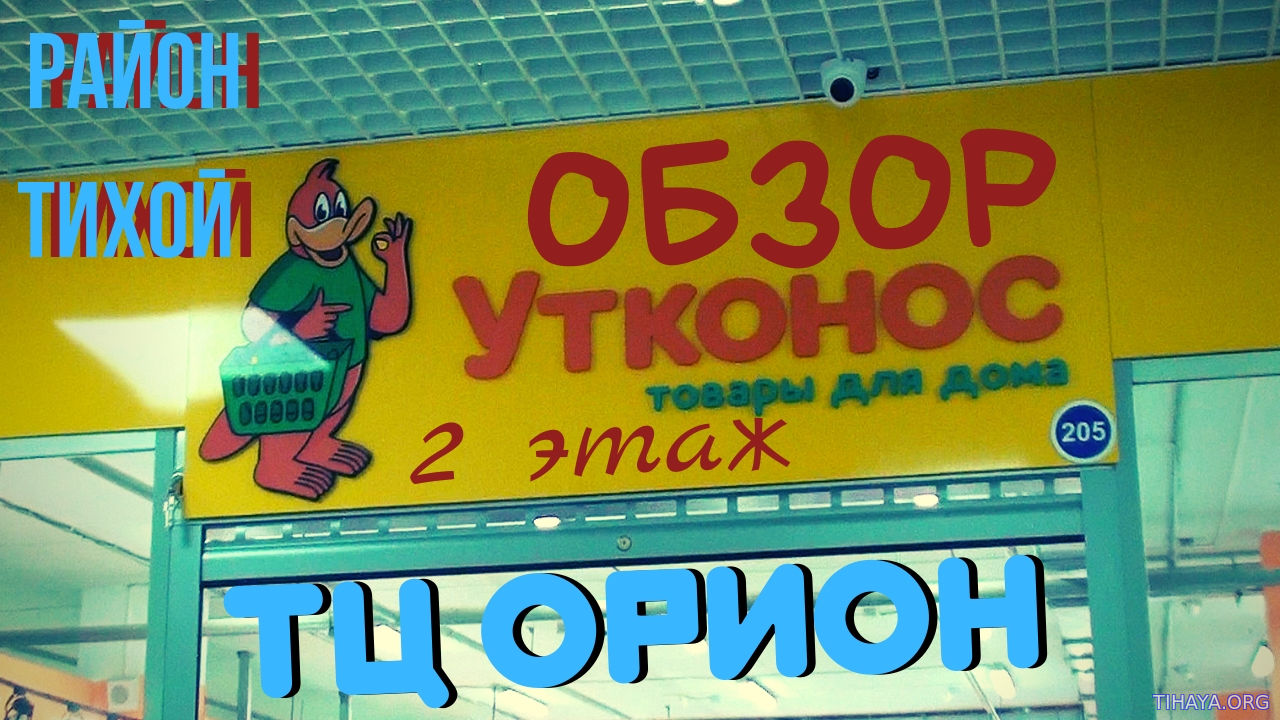 РАЙОН
ТИХОЙ
ОБЗОР
УТКОНОС
товары для дома
2 этаж
205
ТЦ ОРИОН
TIHAYA.ORG